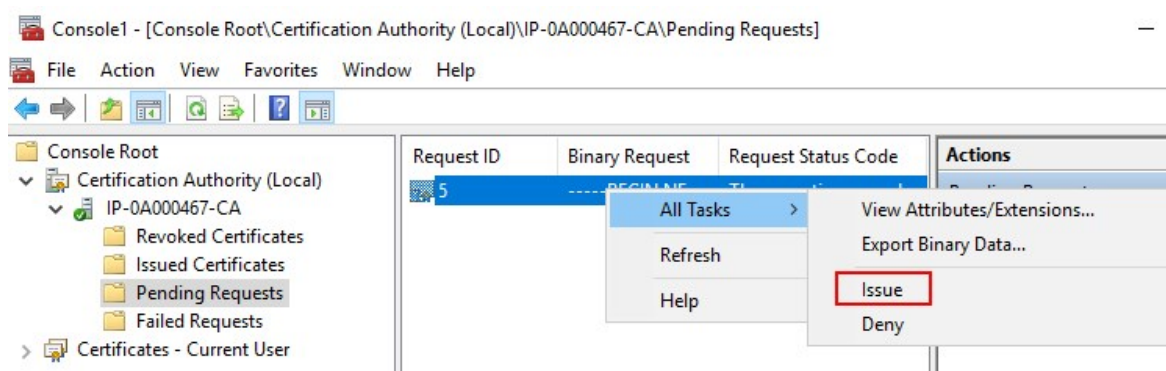 Console1 - [Console Root\Certification Authority (Local)\IP-0A000467-CA\Pending Requests]
File Action View Favorites Window Help
Console Root
Certification Authority (Local)
IP-0A000467-CA
Revoked Certificates
Issued Certificates
Pending Requests
Failed Requests
Certificates - Current User
Request ID Binary Request Request Status Code
5
All Tasks
Refresh
Help
View Attributes/Extensions...
Export Binary Data...
Issue
Deny
Actions